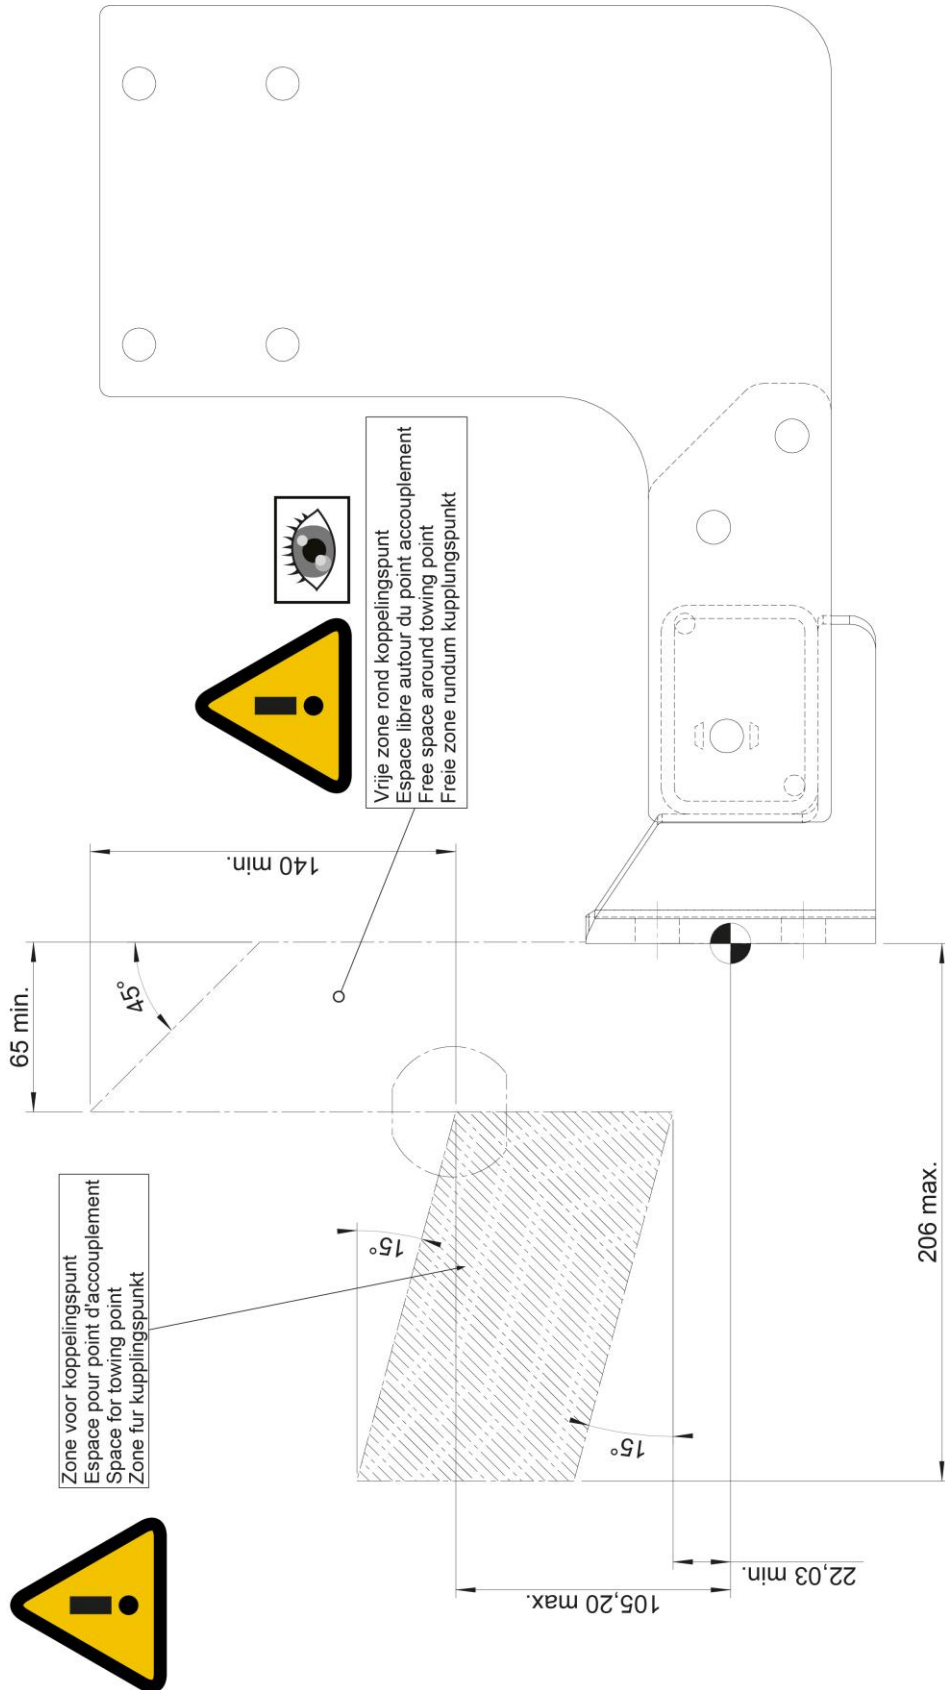 65 min.
45°
140 min.
Vrije zone rond koppelingspunt
Espace libre autour du point accouplement
Free space around towing point
Freie zone rundum kupplungspunkt
Zone voor koppelingspunt
Espace pour point d'accouplement
Space for towing point
Zone fur kupplingspunkt
15°
15°
206 max.
105,20 max.
22,03 min.